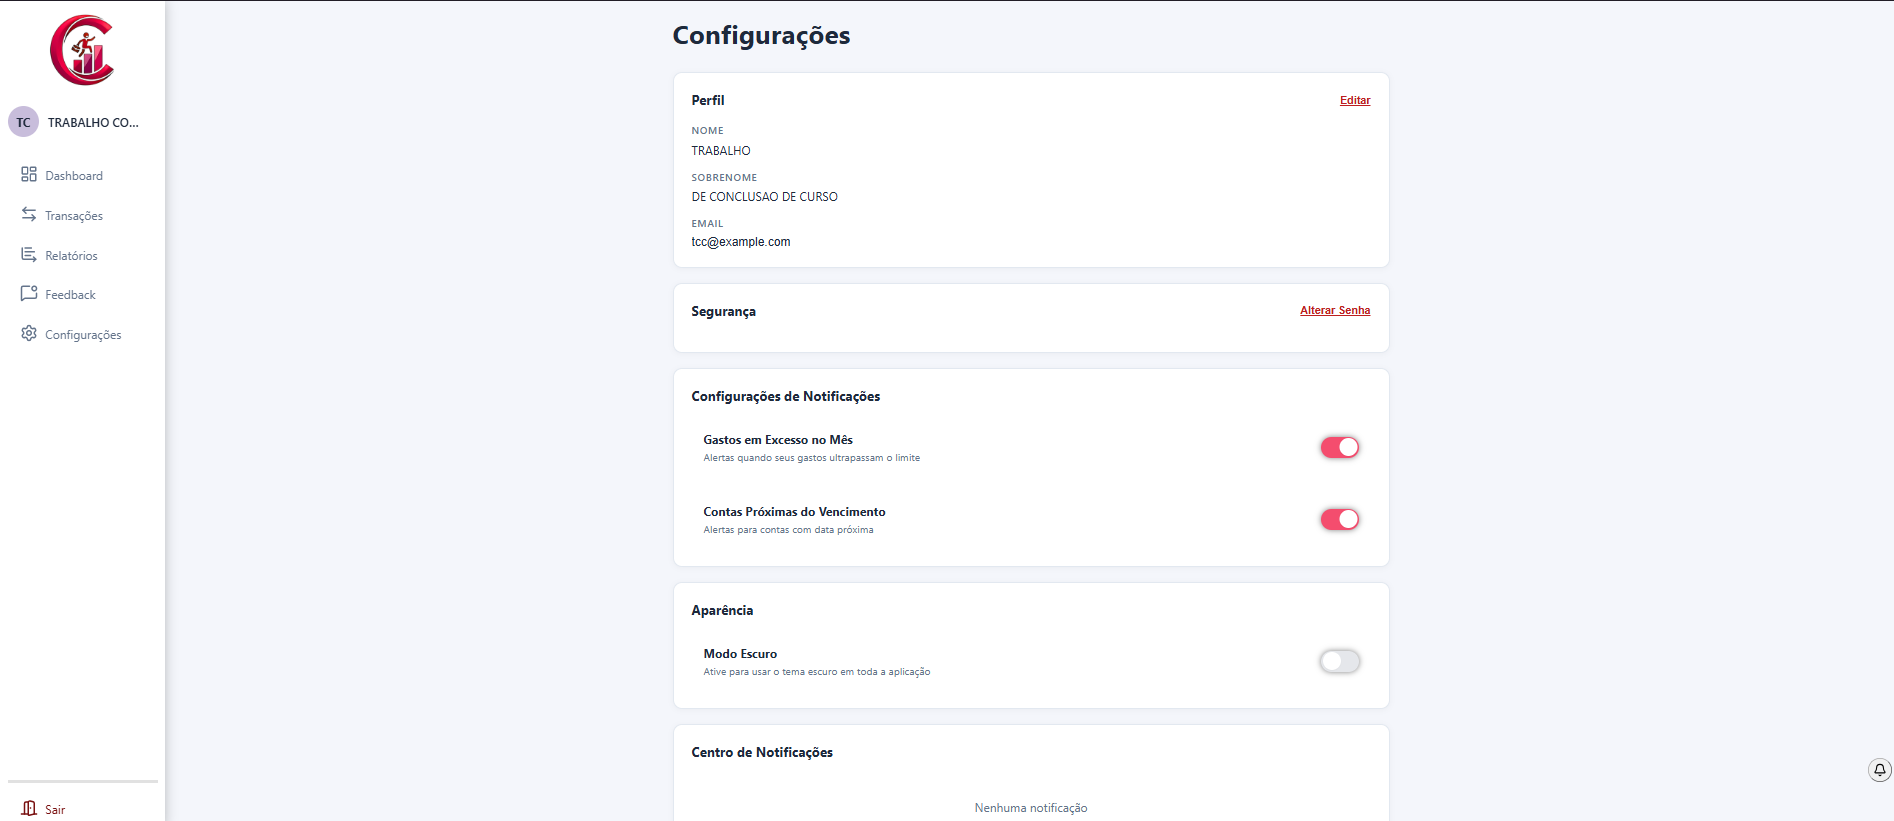 TC
TRABALHO CO...
Dashboard
Transações
Relatórios
Feedback
Configurações
Sair
Configurações
Perfil
Editar
NOME
TRABALHO
SOBRENOME
DE CONCLUSAO DE CURSO
EMAIL
tcc@example.com
Segurança
Alterar Senha
Configurações de Notificações
Gastos em Excesso no Mês
Alertas quando seus gastos ultrapassam o limite
Contas Próximas do Vencimento
Alertas para contas com data próxima
Aparência
Modo Escuro
Ative para usar o tema escuro em toda a aplicação
Centro de Notificações
Nenhuma notificação